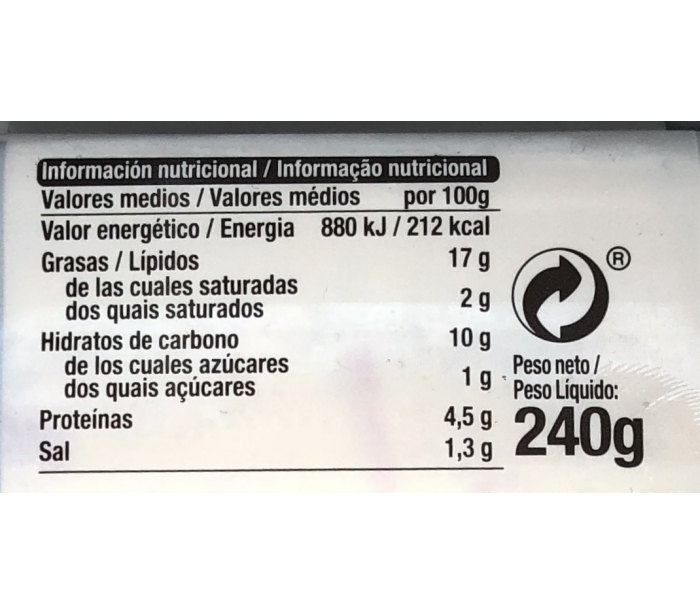 Información nutricional / Informação nutricional
Valores medios / Valores médios por 100g
Valor energético / Energia 880 kJ / 212 kcal
Grasas / Lípidos 17 g
de las cuales saturadas
dos quais saturados 2 g
Hidratos de carbono 10 g
de los cuales azúcares
dos quais açúcares 1 g
Proteínas 4,5 g
Sal 1,3 g
®
Peso neto /
Peso Líquido:
240g